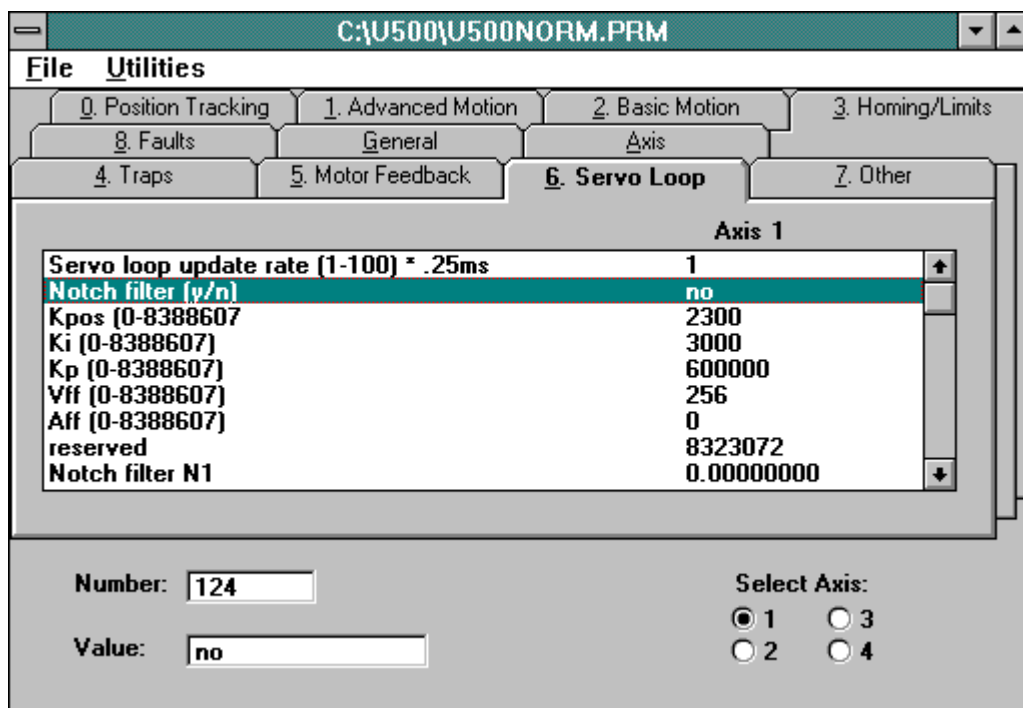 C:\U500\U500NORM.PRM
File Utilities
0. Position Tracking 1. Advanced Motion 2. Basic Motion 3. Homing/Limits
8. Faults General Axis
4. Traps 5. Motor Feedback 6. Servo Loop 7. Other
Axis 1
Servo loop update rate (1-100) * .25ms 1
Notch filter (y/n) no
Kpos (0-8388607 2300
Ki (0-8388607) 3000
Kp (0-8388607) 600000
Vff (0-8388607) 256
Aff (0-8388607) 0
reserved 8323072
Notch filter N1 0.00000000
Number: 124 Select Axis:
1 3
Value: no 2 4